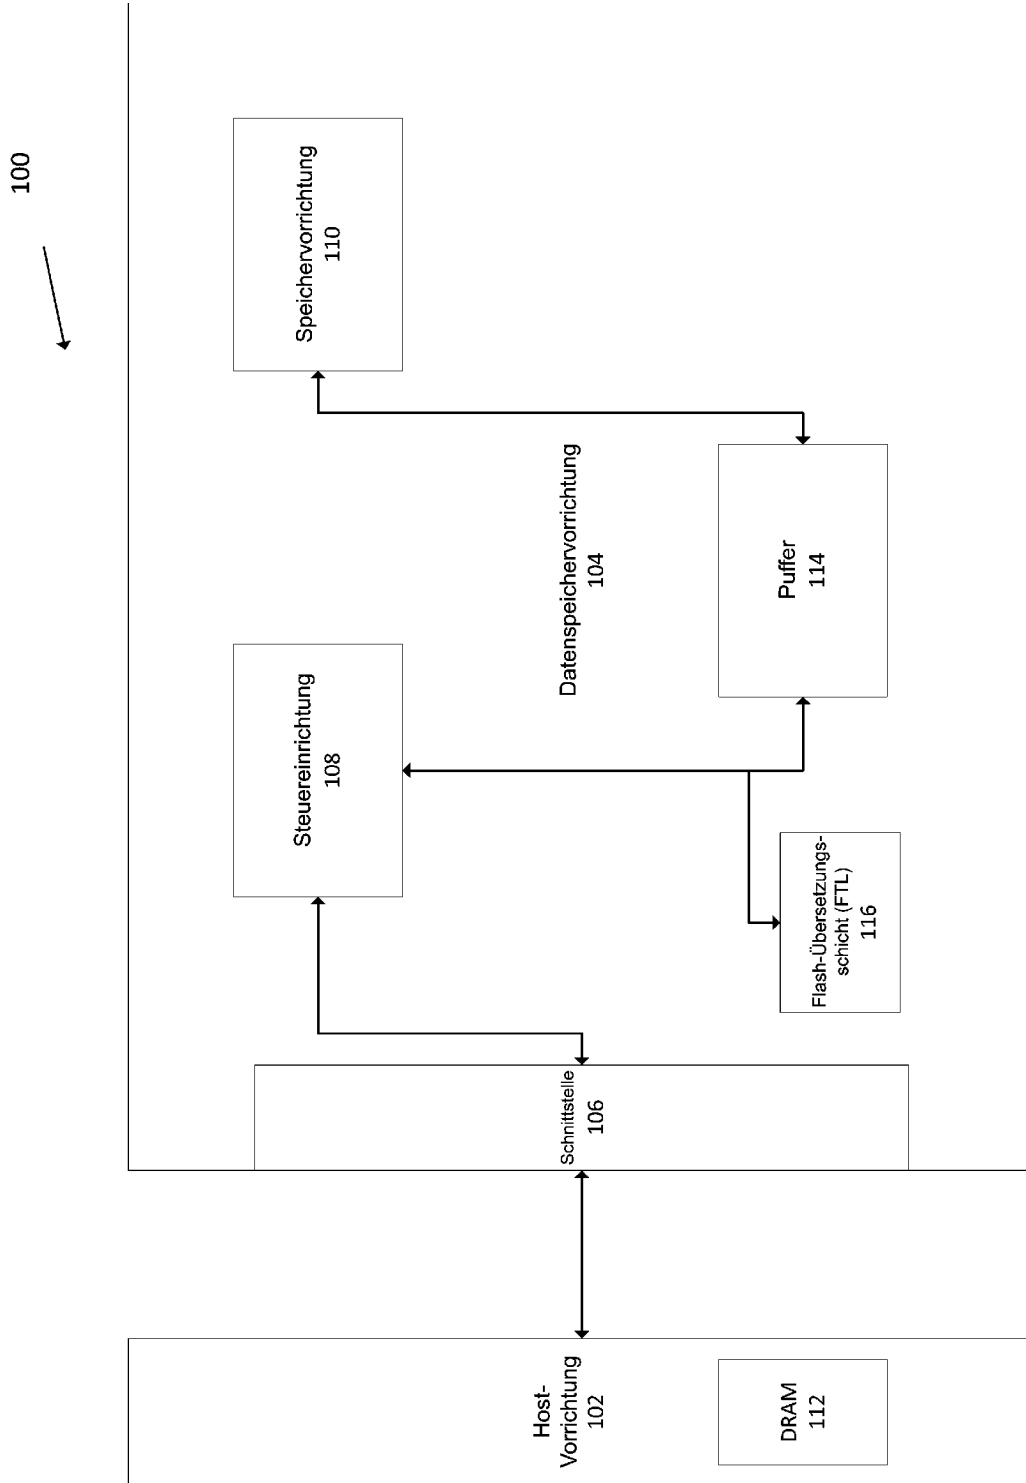 100
Speichervorrichtung
110
Steuereinrichtung
108
Datenspeichervorrichtung
104
Puffer
114
Flash-Übersetzungs-
schicht (FTL)
116
Schnittstelle
106
Host-
Vorrichtung
102
DRAM
112